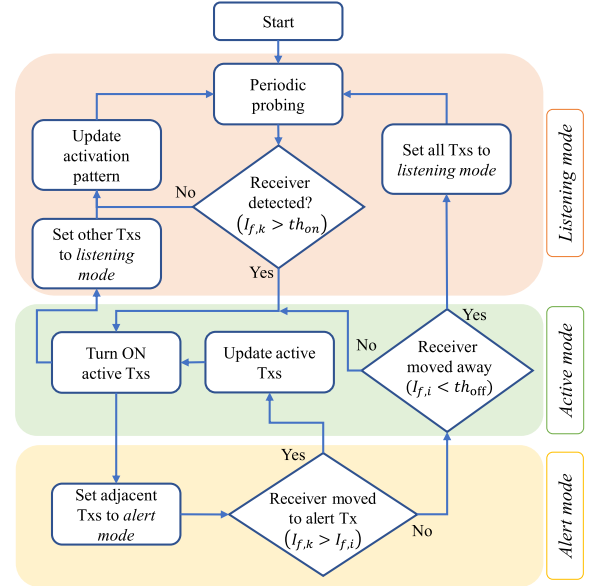 Start
Periodic
probing
Update
activation
pattern
Set all Txs to
listening mode
Listening mode
No
Receiver
detected?
(I_{f,k} > th_{on})
Set other Txs
to listening
mode
Yes
Yes
No
Turn ON
active Txs
Update active
Txs
Receiver
moved away
(I_{f,i} < th_{off})
Active mode
Yes
Set adjacent
Txs to alert
mode
Receiver moved
to alert Tx
(I_{f,k} > I_{f,i})
No
Alert mode